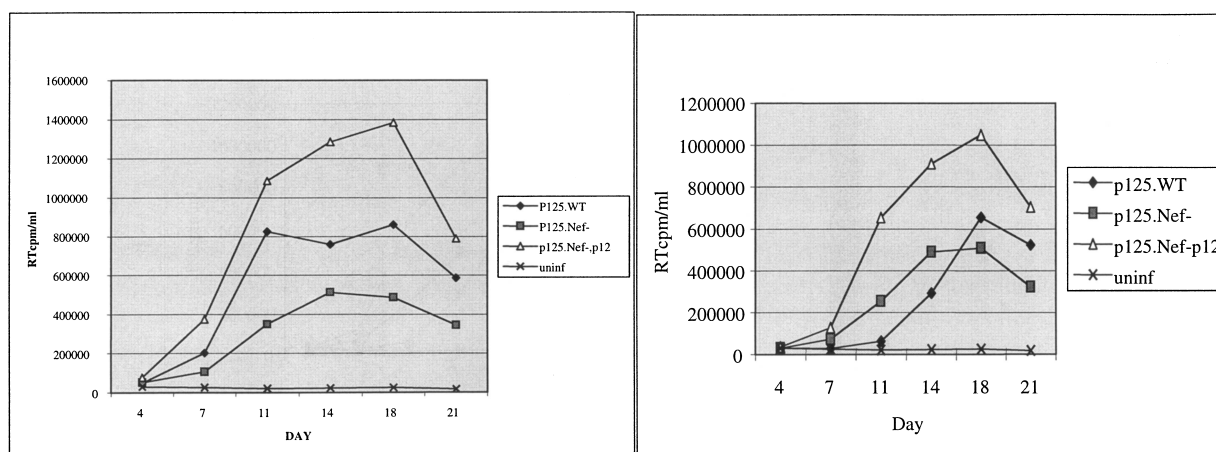 1600000
1400000
1200000
1000000
800000
600000
400000
200000
0
RTcpm/ml
4 7 11 14 18 21
DAY
P125.WT
P125.Nef-
p125.Nef-,p12
uninf
1200000
1000000
800000
600000
400000
200000
0
RTcpm/ml
4 7 11 14 18 21
Day
p125.WT
p125.Nef-
p125.Nef-p12
uninf